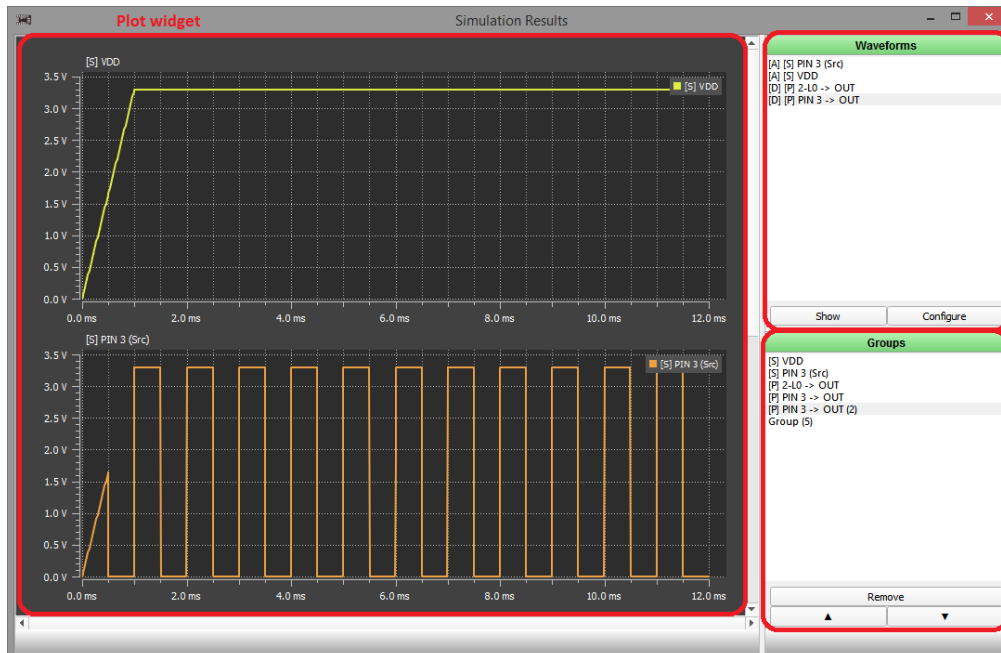 Plot widget
Simulation Results
[S] VDD
[S] VDD
3.5 V
3.0 V
2.5 V
2.0 V
1.5 V
1.0 V
0.5 V
0.0 V
0.0 ms 2.0 ms 4.0 ms 6.0 ms 8.0 ms 10.0 ms 12.0 ms
[S] PIN 3 (Src)
[S] PIN 3 (Src)
3.5 V
3.0 V
2.5 V
2.0 V
1.5 V
1.0 V
0.5 V
0.0 V
0.0 ms 2.0 ms 4.0 ms 6.0 ms 8.0 ms 10.0 ms 12.0 ms
Waveforms
[A] [S] PIN 3 (Src)
[A] [S] VDD
[D] [P] 2-L0 -> OUT
[D] [P] PIN 3 -> OUT
Show Configure
Groups
[S] VDD
[S] PIN 3 (Src)
[P] 2-L0 -> OUT
[P] PIN 3 -> OUT
[P] PIN 3 -> OUT (2)
Group (5)
Remove